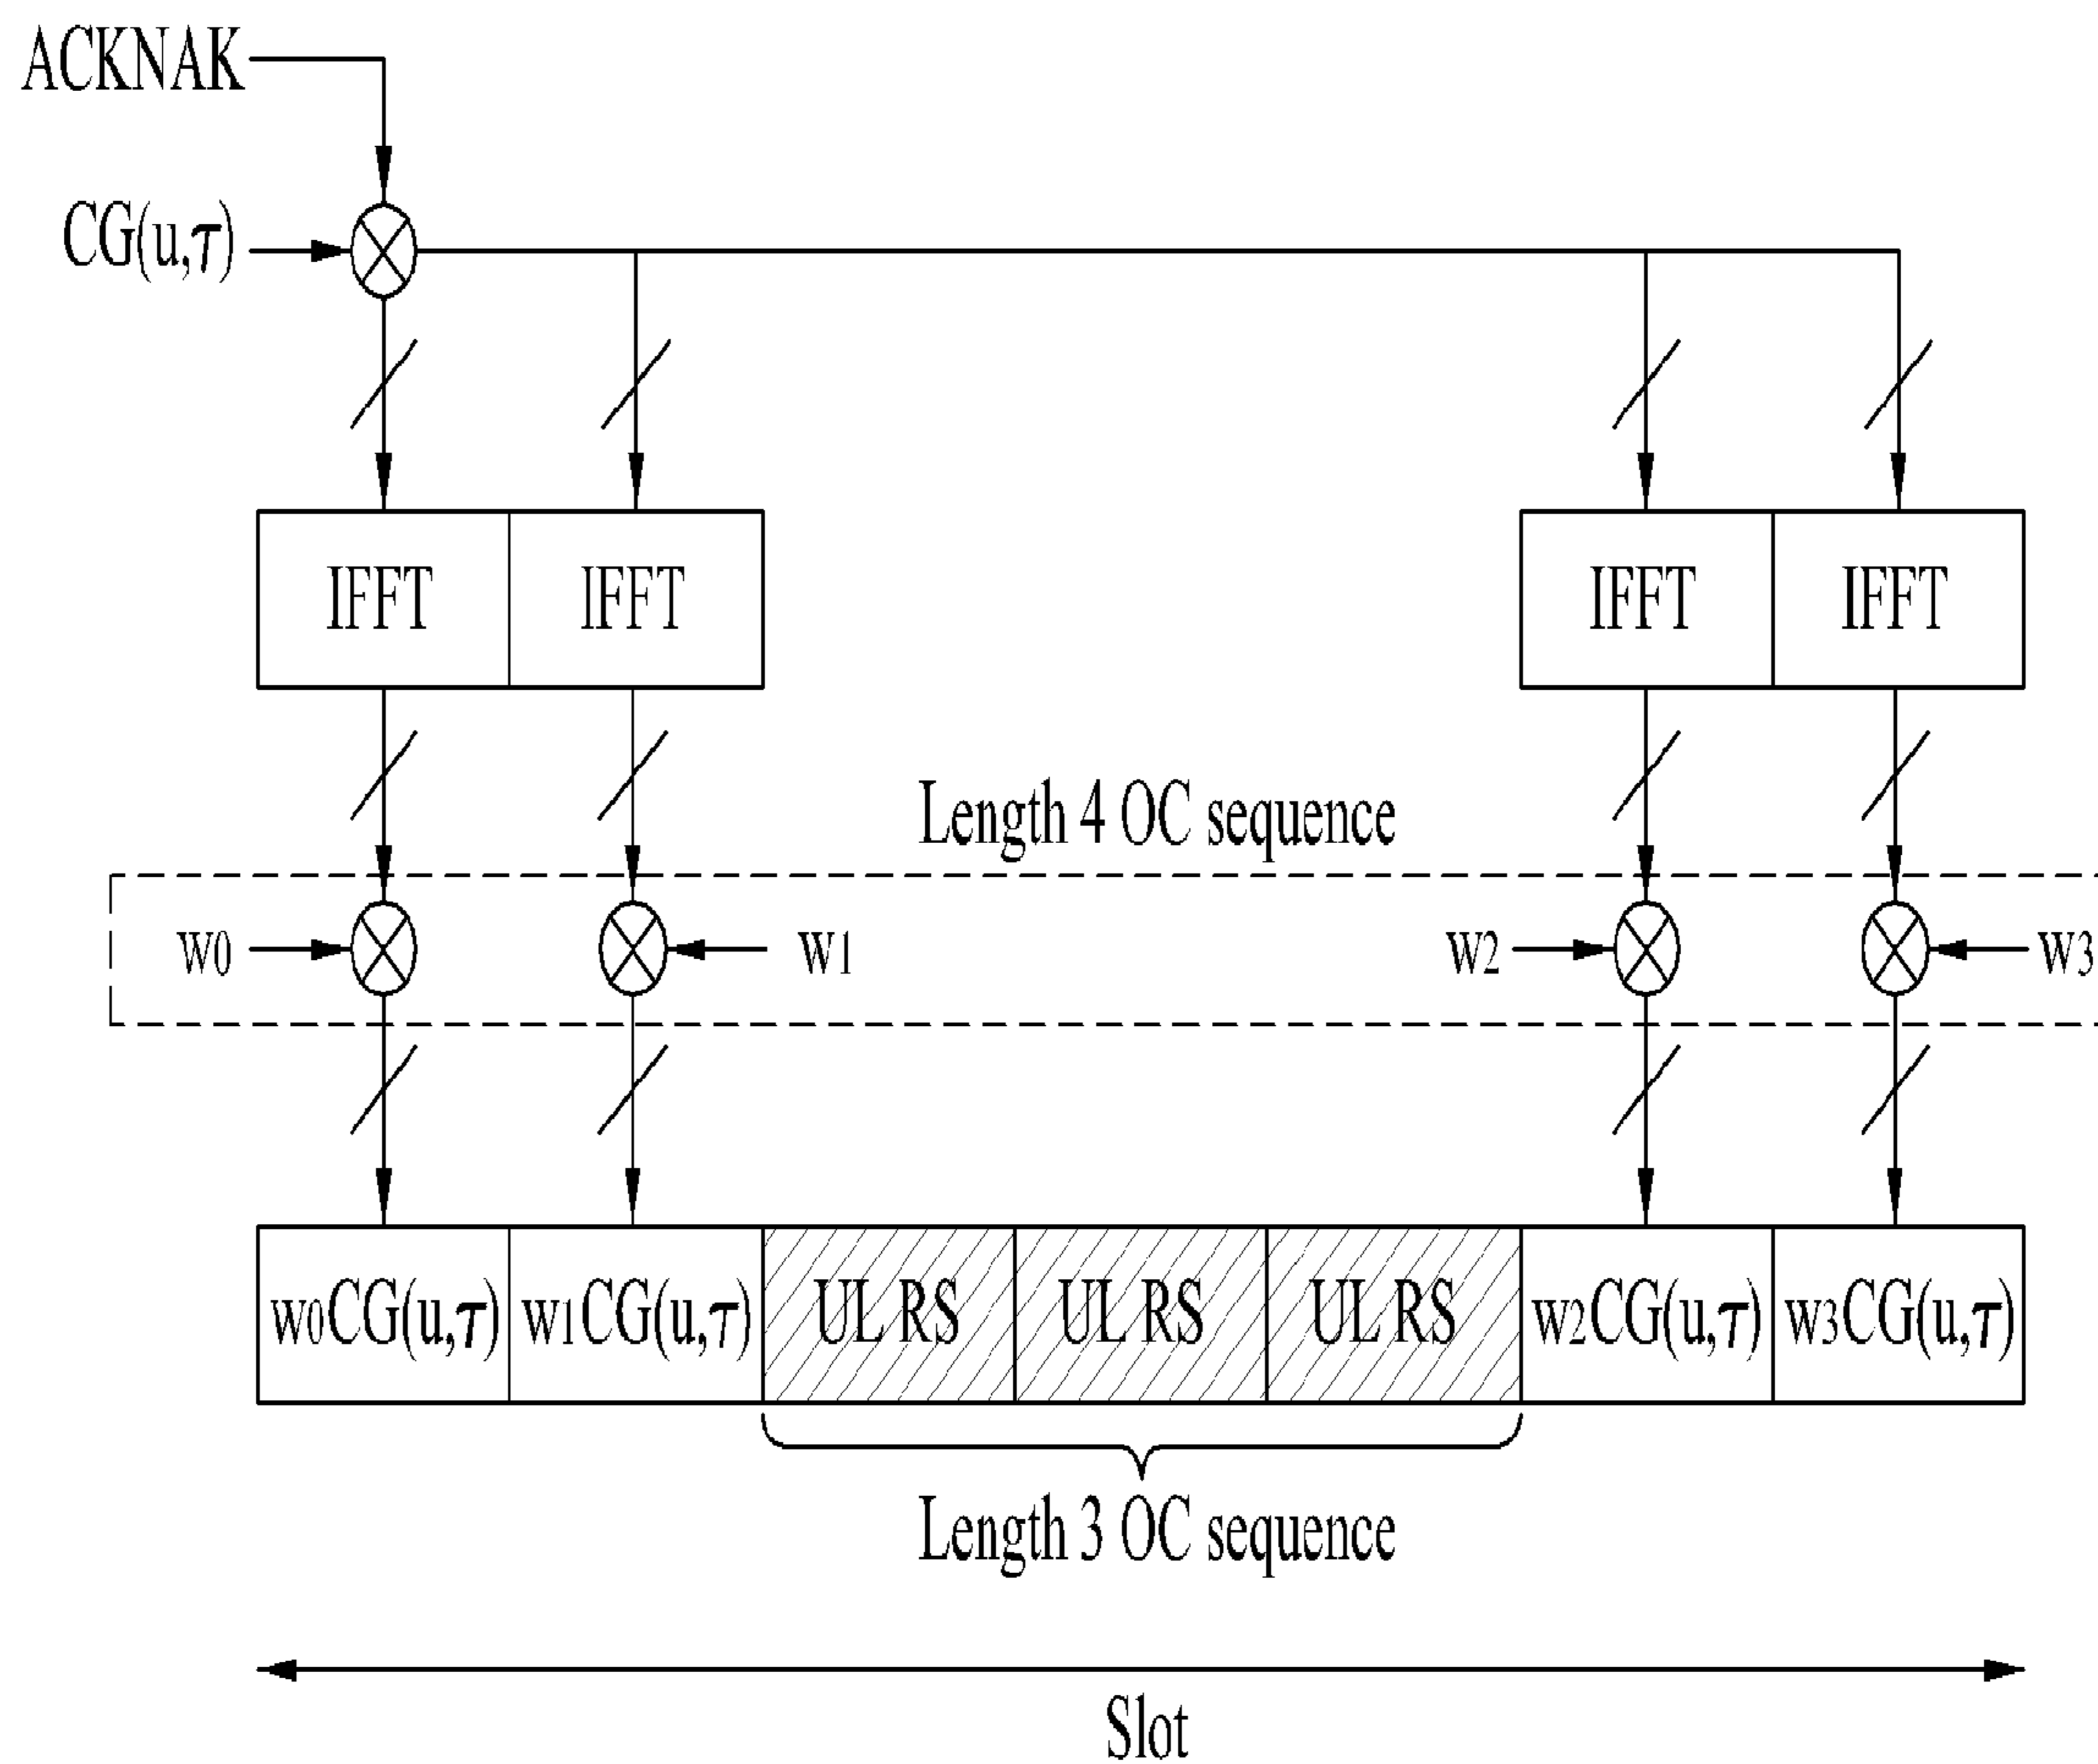 ACKNAK
CG(u,τ)
IFFT IFFT IFFT IFFT
Length 4 OC sequence
w0 w1 w2 w3
w0CG(u,τ) w1CG(u,τ) UL RS UL RS UL RS w2CG(u,τ) w3CG(u,τ)
Length 3 OC sequence
Slot